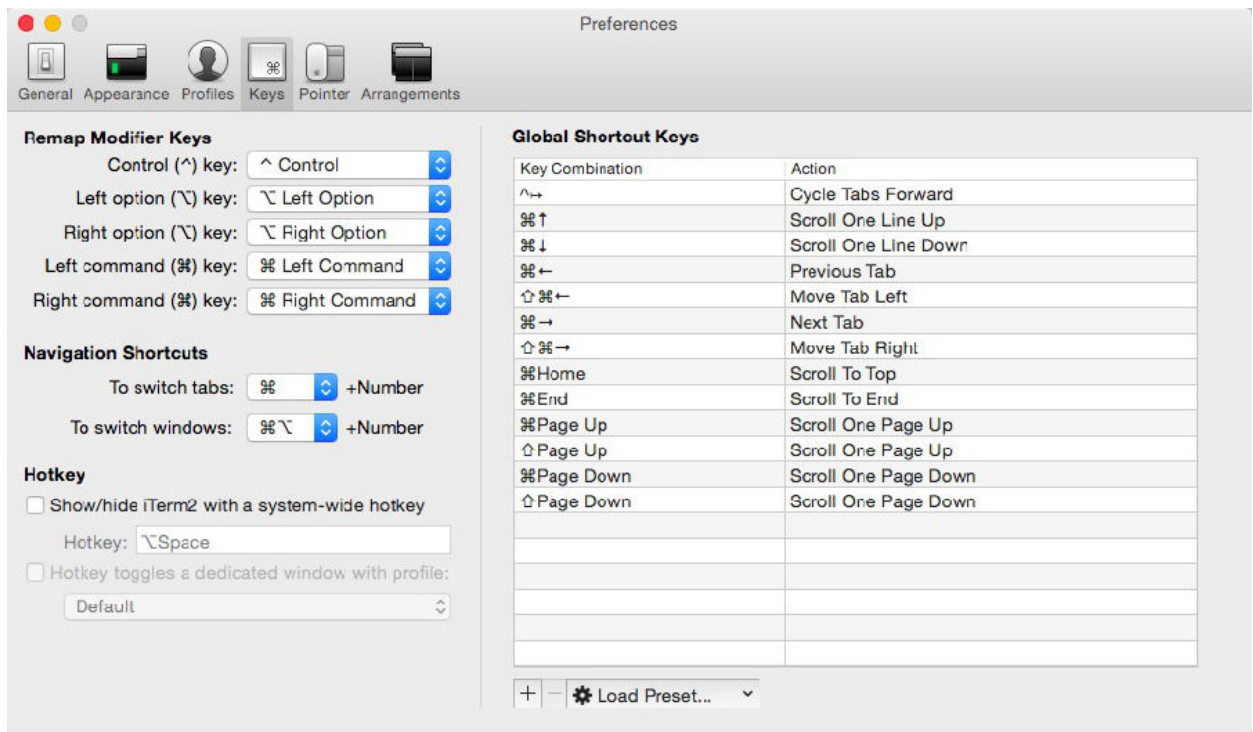 Preferences
General Appearance Profiles Keys Pointer Arrangements
Remap Modifier Keys
Control (^) key: ^ Control
Left option (⌥) key: ⌥ Left Option
Right option (⌥) key: ⌥ Right Option
Left command (⌘) key: ⌘ Left Command
Right command (⌘) key: ⌘ Right Command
Navigation Shortcuts
To switch tabs: ⌘ +Number
To switch windows: ⌘⌥ +Number
Hotkey
Show/hide iTerm2 with a system-wide hotkey
Hotkey: ⌥Space
Hotkey toggles a dedicated window with profile:
Default
Global Shortcut Keys
Key Combination Action
^↦ Cycle Tabs Forward
⌘↑ Scroll One Line Up
⌘↓ Scroll One Line Down
⌘← Previous Tab
⇧⌘← Move Tab Left
⌘→ Next Tab
⇧⌘→ Move Tab Right
⌘Home Scroll To Top
⌘End Scroll To End
⌘Page Up Scroll One Page Up
⇧Page Up Scroll One Page Up
⌘Page Down Scroll One Page Down
⇧Page Down Scroll One Page Down
+ − Load Preset...